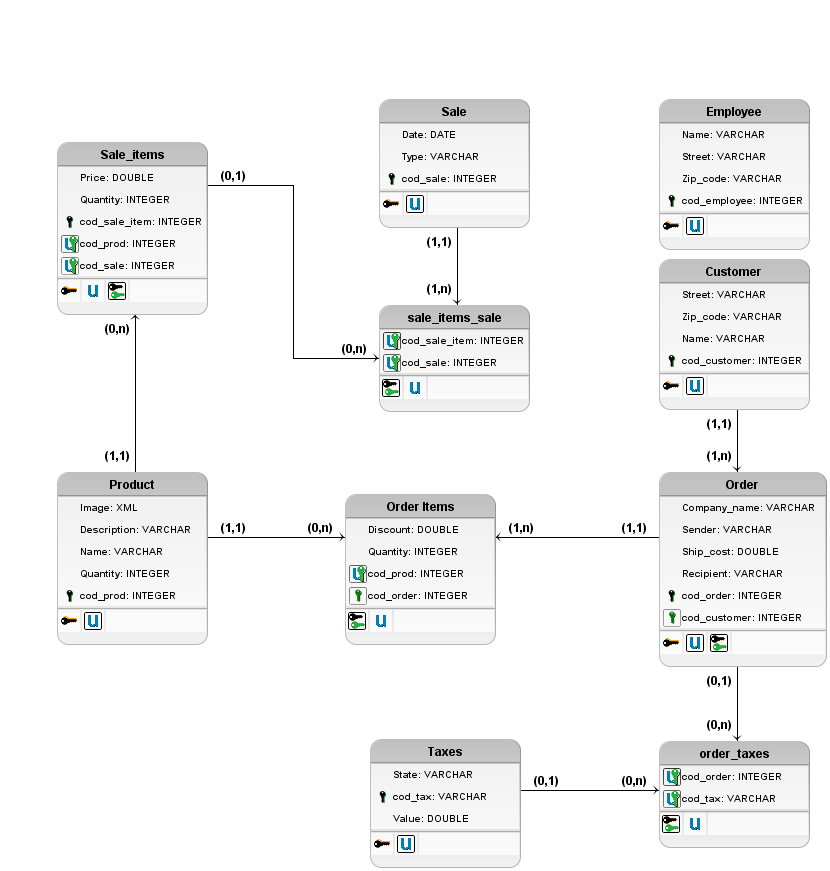 Sale_items
Price: DOUBLE
Quantity: INTEGER
cod_sale_item: INTEGER
cod_prod: INTEGER
cod_sale: INTEGER
U
(0,1)
(0,n)
Sale
Date: DATE
Type: VARCHAR
cod_sale: INTEGER
U
(1,1)
(1,n)
sale_items_sale
cod_sale_item: INTEGER
cod_sale: INTEGER
U
(0,n)
Employee
Name: VARCHAR
Street: VARCHAR
Zip_code: VARCHAR
cod_employee: INTEGER
U
Customer
Street: VARCHAR
Zip_code: VARCHAR
Name: VARCHAR
cod_customer: INTEGER
U
(1,1)
(1,n)
(1,1)
Product
Image: XML
Description: VARCHAR
Name: VARCHAR
Quantity: INTEGER
cod_prod: INTEGER
U
(1,1)
(0,n)
Order Items
Discount: DOUBLE
Quantity: INTEGER
cod_prod: INTEGER
cod_order: INTEGER
U
(1,n)
(1,1)
Order
Company_name: VARCHAR
Sender: VARCHAR
Ship_cost: DOUBLE
Recipient: VARCHAR
cod_order: INTEGER
cod_customer: INTEGER
U
(0,1)
(0,n)
Taxes
State: VARCHAR
cod_tax: VARCHAR
Value: DOUBLE
U
(0,1)
(0,n)
order_taxes
cod_order: INTEGER
cod_tax: VARCHAR
U